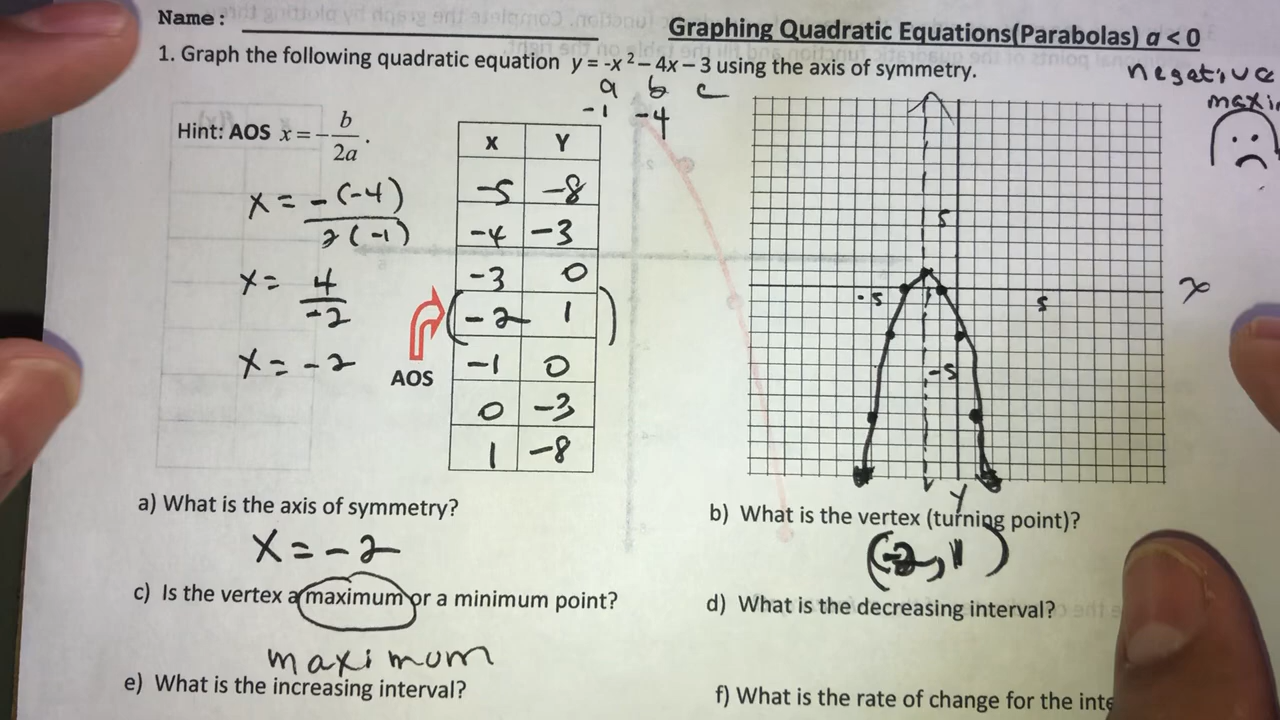 Name:
Graphing Quadratic Equations(Parabolas) a < 0
1. Graph the following quadratic equation y = -x² – 4x – 3 using the axis of symmetry.
negative
a b c
-1 -4
Hint: AOS x = -b/2a.
x = -(-4)/2(-1)
x = 4/-2
x = -2
AOS
X Y
-5 -8
-4 -3
-3 0
(-2 1)
-1 0
0 -3
1 -8
5
-5 5
x
-5
y
a) What is the axis of symmetry?
x = -2
b) What is the vertex (turning point)?
(-2, 1)
c) Is the vertex a maximum or a minimum point?
maximum
d) What is the decreasing interval?
e) What is the increasing interval?
f) What is the rate of change for the